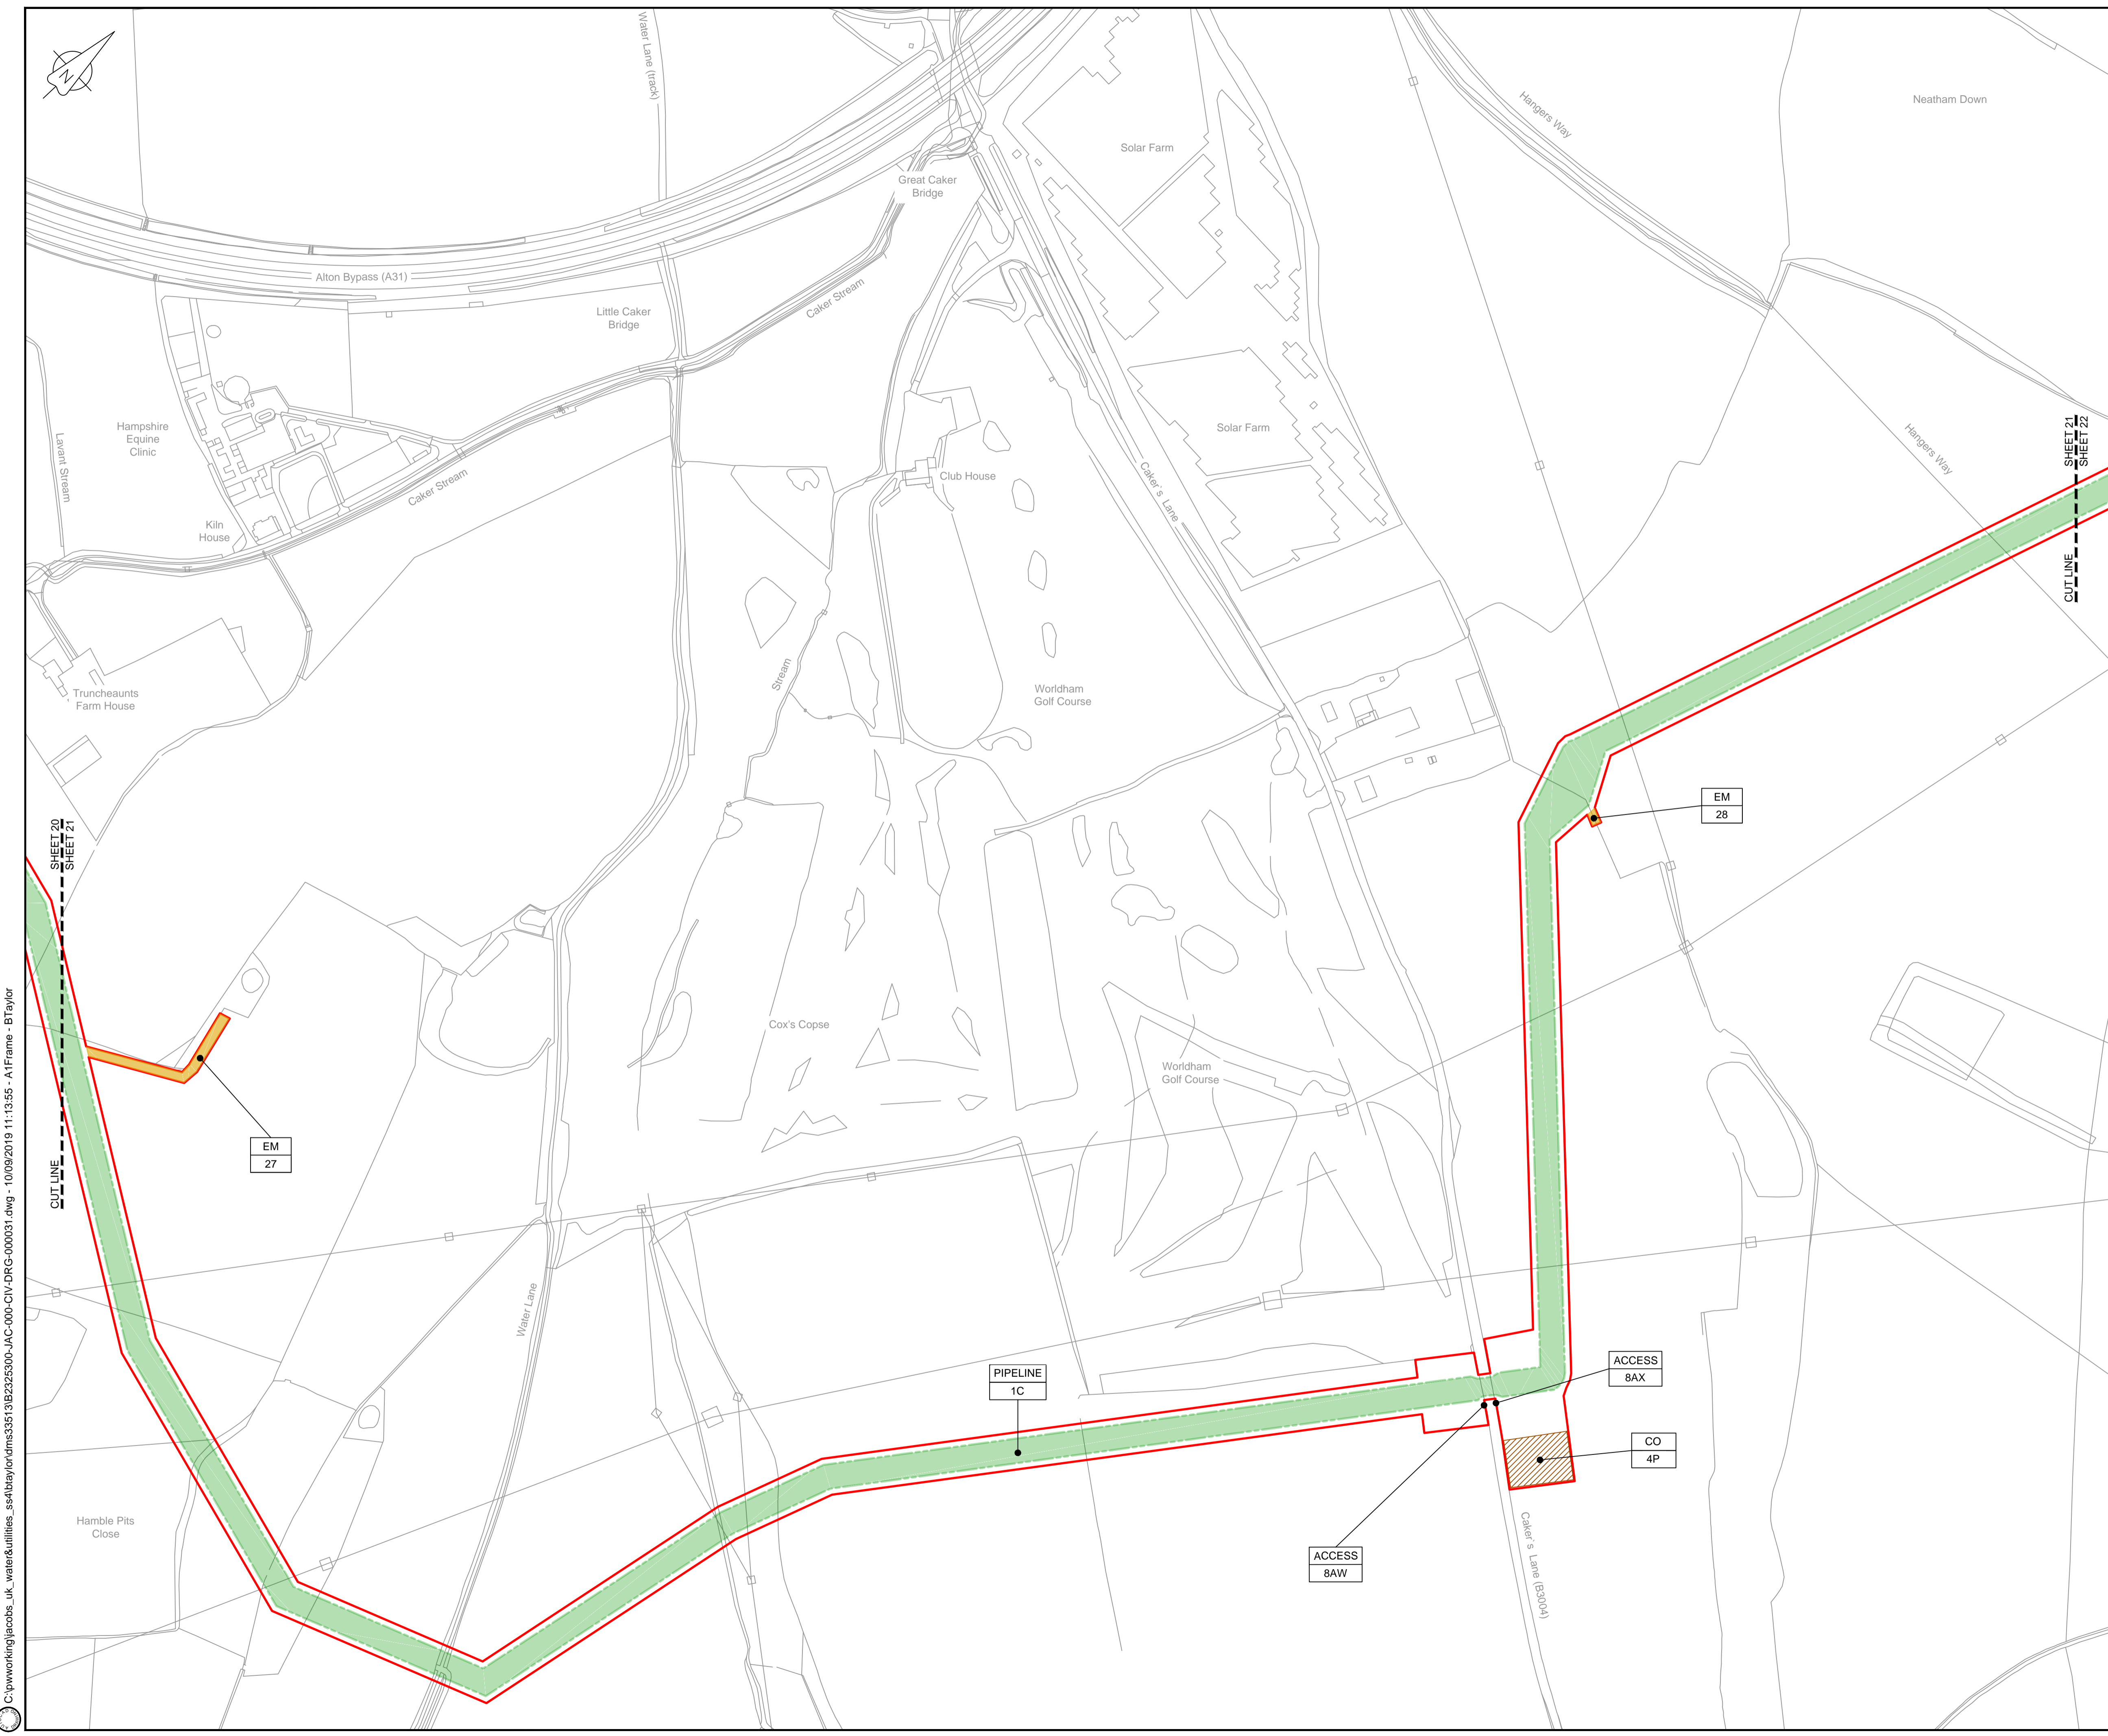 N
Water Lane (track)
Solar Farm
Hangers Way
Neatham Down
Great Caker
Bridge
Alton Bypass (A31)
Little Caker
Bridge
Caker Stream
Hampshire
Equine
Clinic
Lavant Stream
Caker Stream
Kiln
House
Club House
Caker`s Lane
Solar Farm
Hangers Way
SHEET 21
SHEET 22
CUT LINE
Truncheaunts
Farm House
Stream
Worldham
Golf Course
EM
28
SHEET 20
SHEET 21
CUT LINE
Cox's Copse
Worldham
Golf Course
EM
27
Water Lane
PIPELINE
1C
ACCESS
8AX
CO
4P
ACCESS
8AW
Caker`s Lane (B3004)
Hamble Pits
Close
C:\pwworking\jacobs_uk_water&utilities_ss4\btaylor\dms33513\B2325300-JAC-000-CIV-DRG-000031.dwg - 10/09/2019 11:13:55 - A1Frame - BTaylor